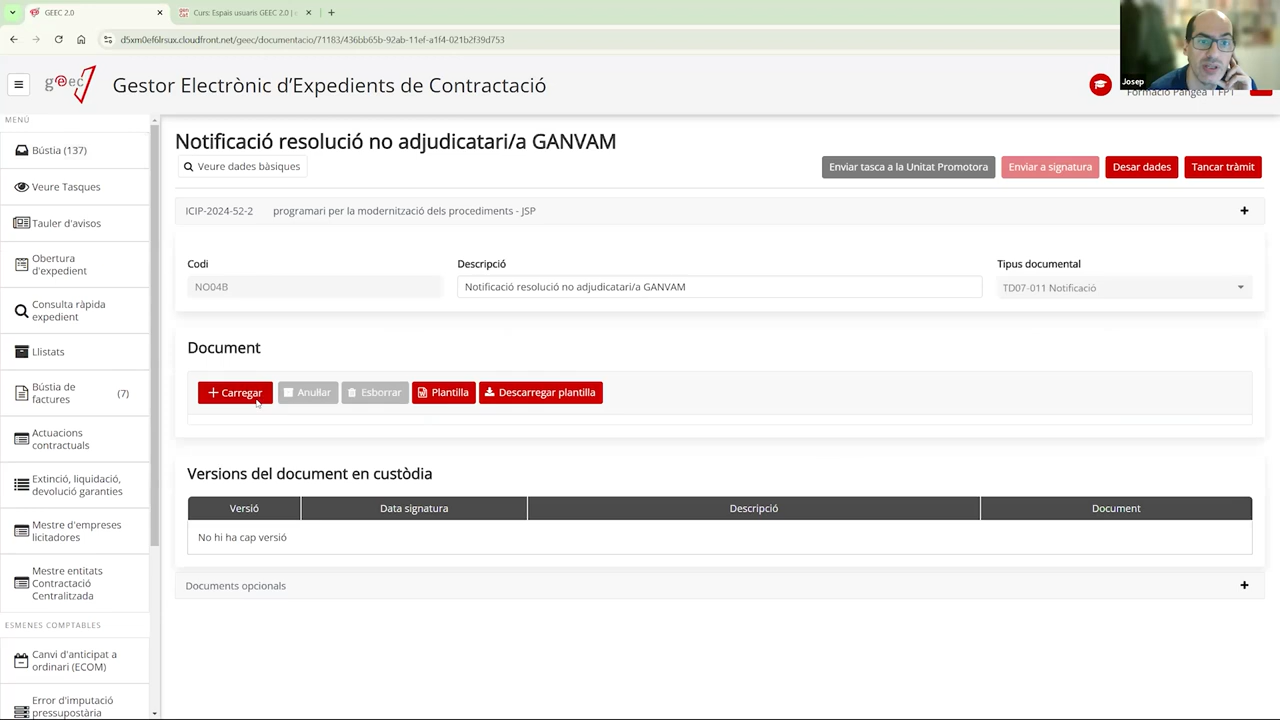 GEEC 2.0
Curs: Espais usuaris GEEC 2.0 | c
d5xm0ef6lrsux.cloudfront.net/geec/documentacio/71183/436bb65b-92ab-11ef-a1f4-021b2f39d753
Josep
geec
Gestor Electrònic d'Expedients de Contractació
Formació Pangea 1 FP1
MENÚ
Bústia (137)
Veure Tasques
Tauler d'avisos
Obertura
d'expedient
Consulta ràpida
expedient
Llistats
Bústia de
factures
(7)
Actuacions
contractuals
Extinció, liquidació,
devolució garanties
Mestre d'empreses
licitadores
Mestre entitats
Contractació
Centralitzada
ESMENES COMPTABLES
Canvi d'anticipat a
ordinari (ECOM)
Error d'imputació
pressupostària
Notificació resolució no adjudicatari/a GANVAM
Veure dades bàsiques
Enviar tasca a la Unitat Promotora
Enviar a signatura
Desar dades
Tancar tràmit
ICIP-2024-52-2 programari per la modernització dels procediments - JSP
Codi
Descripció
Tipus documental
NO04B
Notificació resolució no adjudicatari/a GANVAM
TD07-011 Notificació
Document
Carregar
Anul·lar
Esborrar
Plantilla
Descarregar plantilla
Versions del document en custòdia
Versió
Data signatura
Descripció
Document
No hi ha cap versió
Documents opcionals